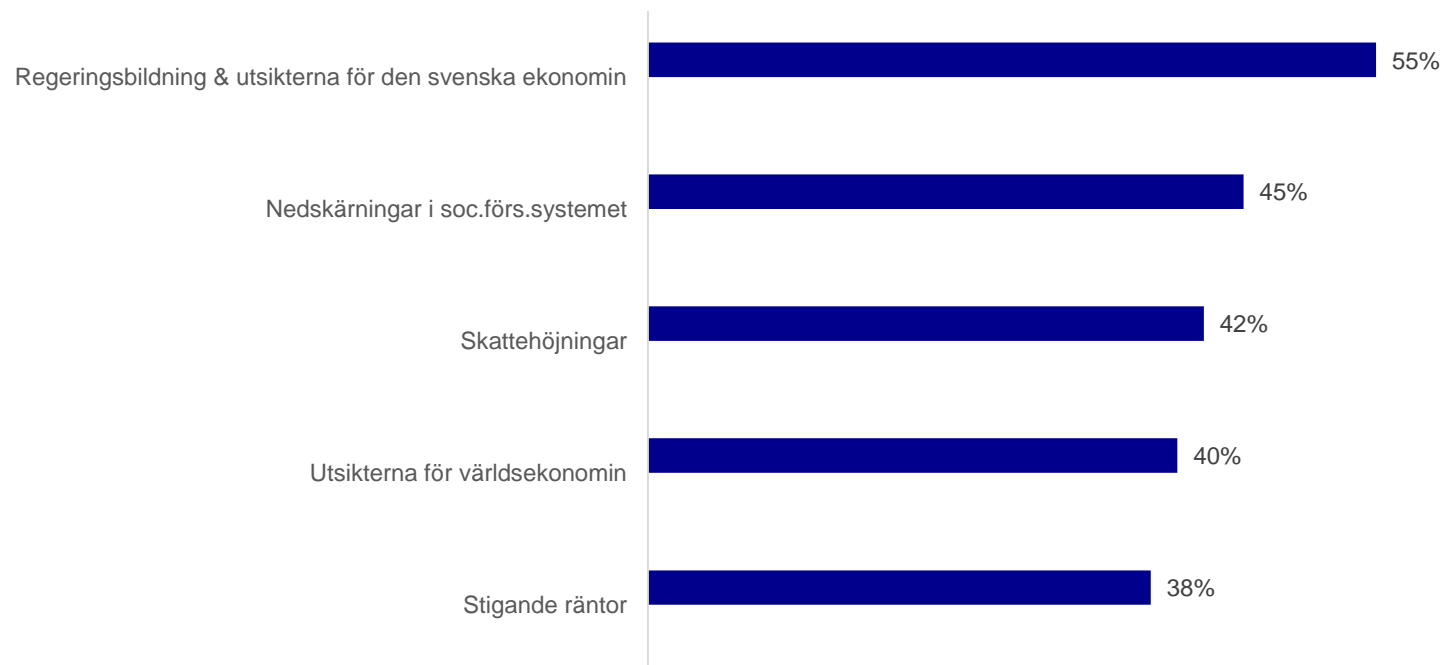 Regeringsbildning & utsikterna för den svenska ekonomin
55%
Nedskärningar i soc.förs.systemet
45%
Skattehöjningar
42%
Utsikterna för världsekonomin
40%
Stigande räntor
38%